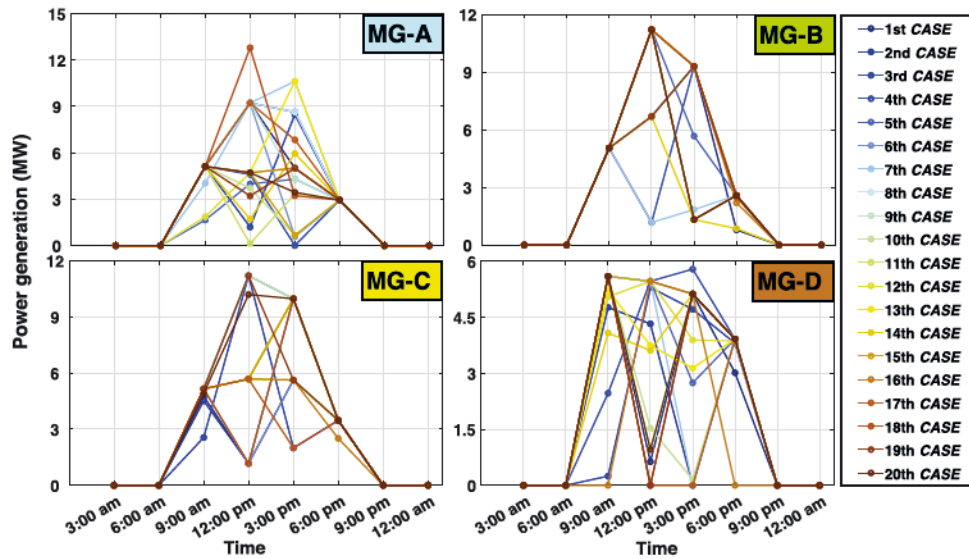 MG-A
MG-B
MG-C
MG-D
Power generation (MW)
15
12
9
6
3
0
12
9
6
3
0
12
9
6
3
0
6
4.5
3
1.5
0
3:00 am
6:00 am
9:00 am
12:00 pm
3:00 pm
6:00 pm
9:00 pm
12:00 am
Time
3:00 am
6:00 am
9:00 am
12:00 pm
3:00 pm
6:00 pm
9:00 pm
12:00 am
Time
1st CASE
2nd CASE
3rd CASE
4th CASE
5th CASE
6th CASE
7th CASE
8th CASE
9th CASE
10th CASE
11th CASE
12th CASE
13th CASE
14th CASE
15th CASE
16th CASE
17th CASE
18th CASE
19th CASE
20th CASE